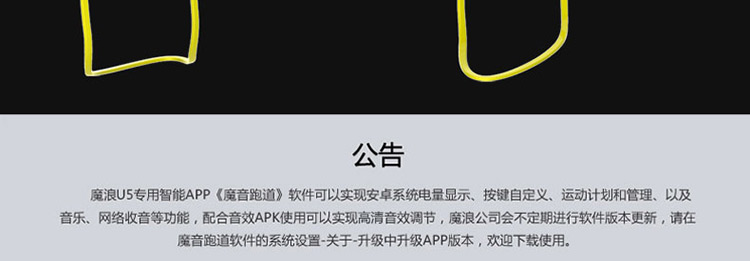 公告
魔浪U5专用智能APP《魔音跑道》软件可以实现安卓系统电量显示、按键自定义、运动计划和管理、以及
音乐、网络收音等功能，配合音效APK使用可以实现高清音效调节，魔浪公司会不定期进行软件版本更新，请在
魔音跑道软件的系统设置-关于-升级中升级APP版本，欢迎下载使用。